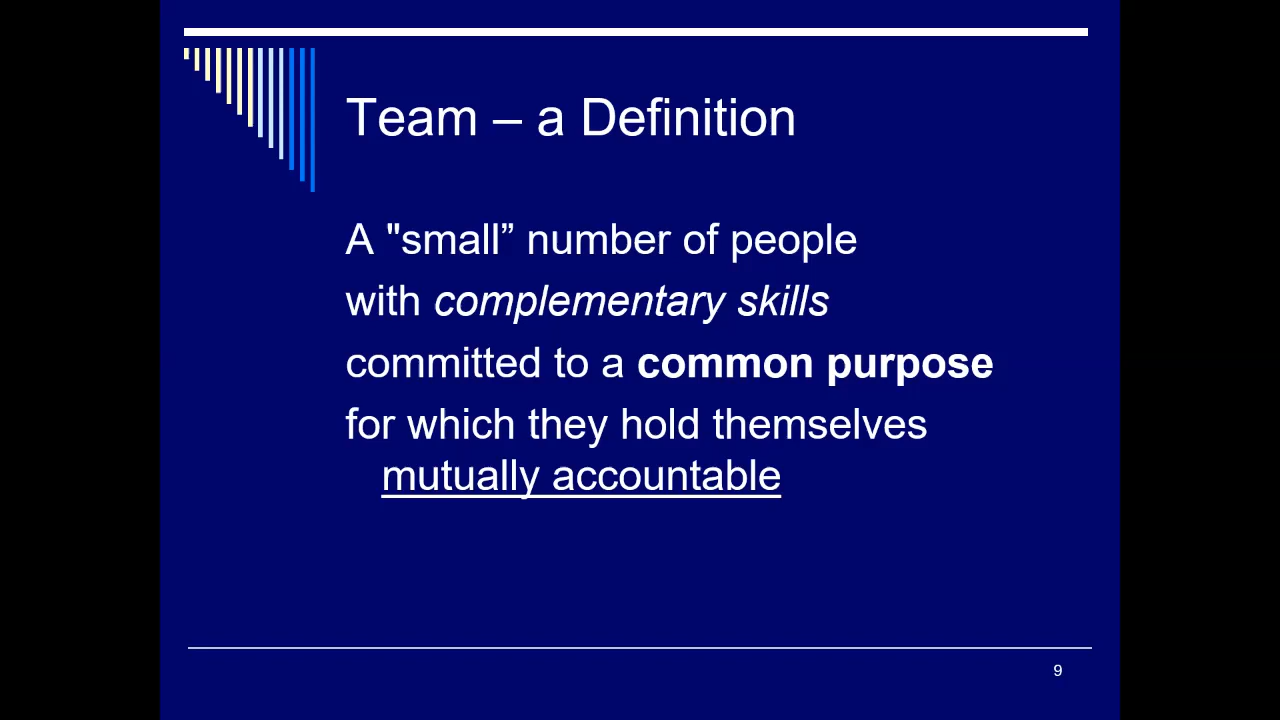 Team – a Definition
A "small” number of people
with complementary skills
committed to a common purpose
for which they hold themselves
mutually accountable
9